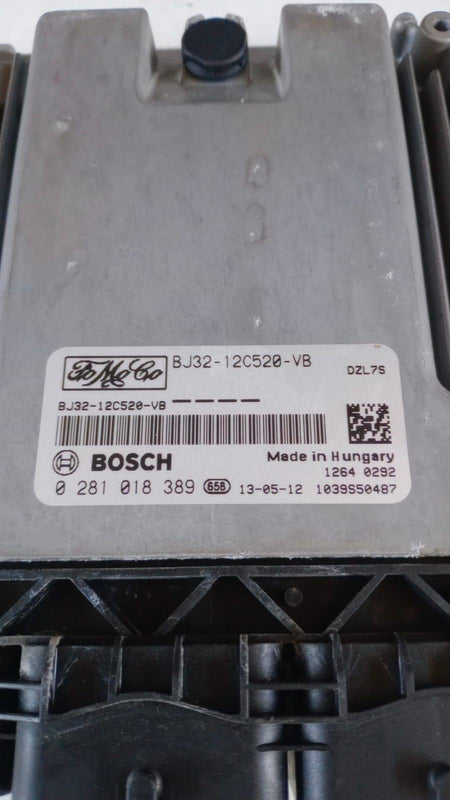 FoMoCo BJ32-12C520-VB DZL7S
BJ32-12C520-VB ————
BOSCH Made in Hungary
1264 0292
0 281 018 389 65B 13-05-12 1039S50487